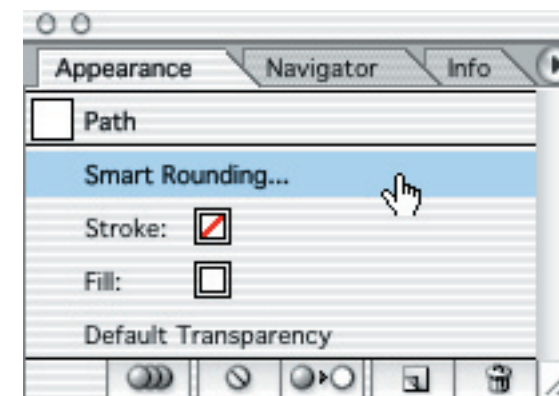 Appearance Navigator Info
Path
Smart Rounding...
Stroke:
Fill:
Default Transparency